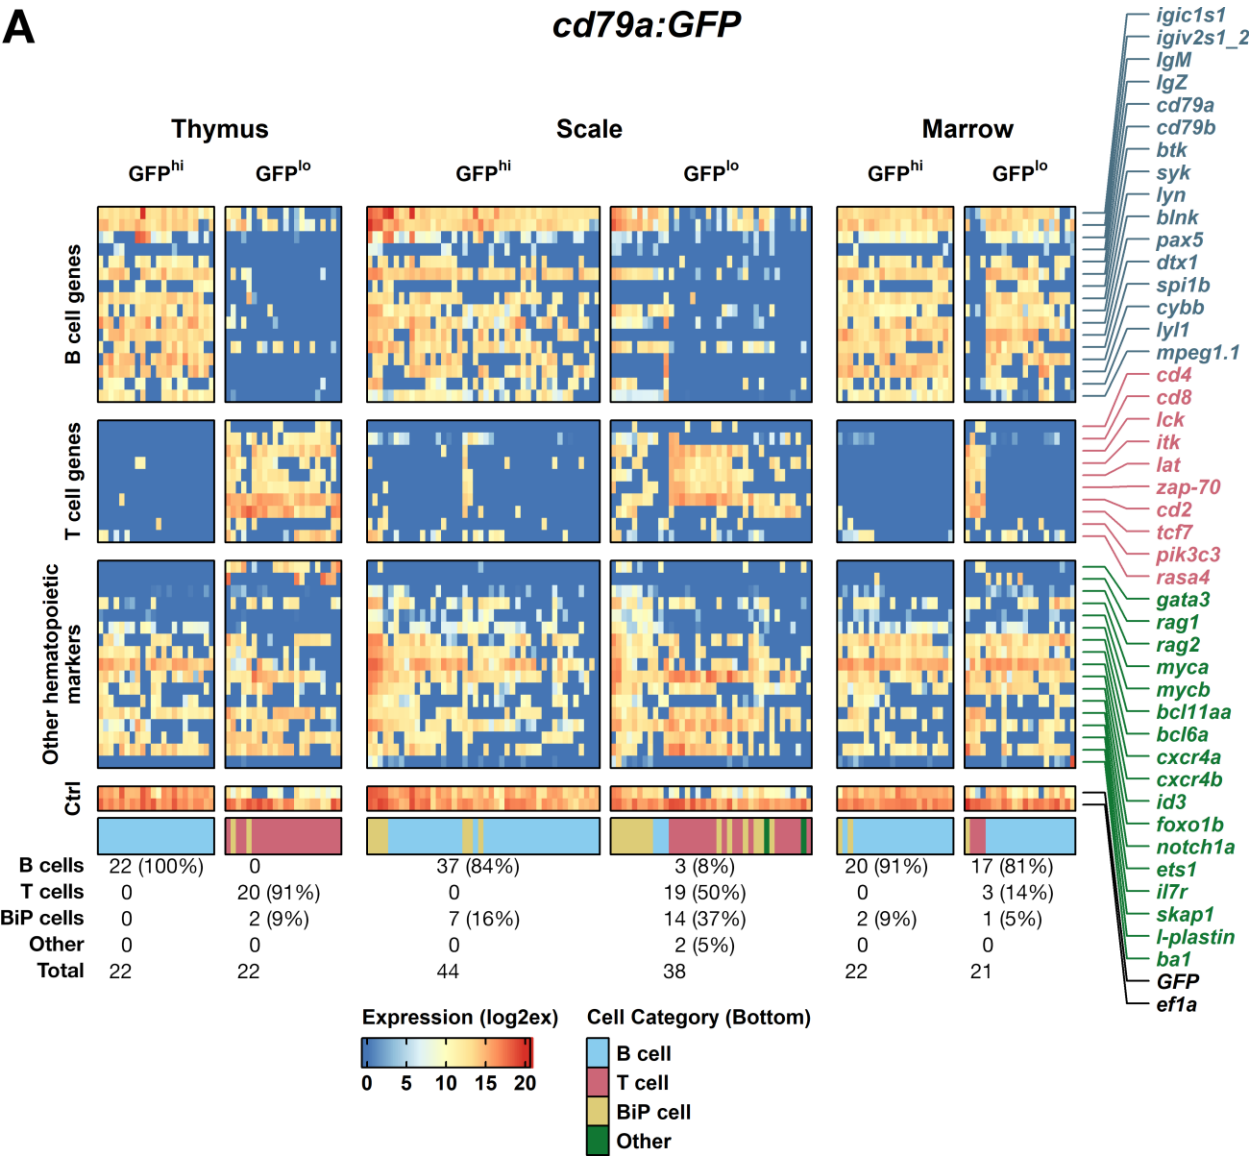 A
cd79a:GFP
Thymus
Scale
Marrow
GFPhi
GFPlo
GFPhi
GFPlo
GFPhi
GFPlo
B cell genes
T cell genes
Other hematopoietic
markers
Ctrl
igic1s1
igiv2s1_2
IgM
IgZ
cd79a
cd79b
btk
syk
lyn
blnk
pax5
dtx1
spi1b
cybb
lyl1
mpeg1.1
cd4
cd8
lck
itk
lat
zap-70
cd2
tcf7
pik3c3
rasa4
gata3
rag1
rag2
myca
mycb
bcl11aa
bcl6a
cxcr4a
cxcr4b
id3
foxo1b
notch1a
ets1
il7r
skap1
l-plastin
ba1
GFP
ef1a
B cells 22 (100%) 0 37 (84%) 3 (8%) 20 (91%) 17 (81%)
T cells 0 20 (91%) 0 19 (50%) 0 3 (14%)
BiP cells 0 2 (9%) 7 (16%) 14 (37%) 2 (9%) 1 (5%)
Other 0 0 0 2 (5%) 0 0
Total 22 22 44 38 22 21
Expression (log2ex)
0 5 10 15 20
Cell Category (Bottom)
B cell
T cell
BiP cell
Other